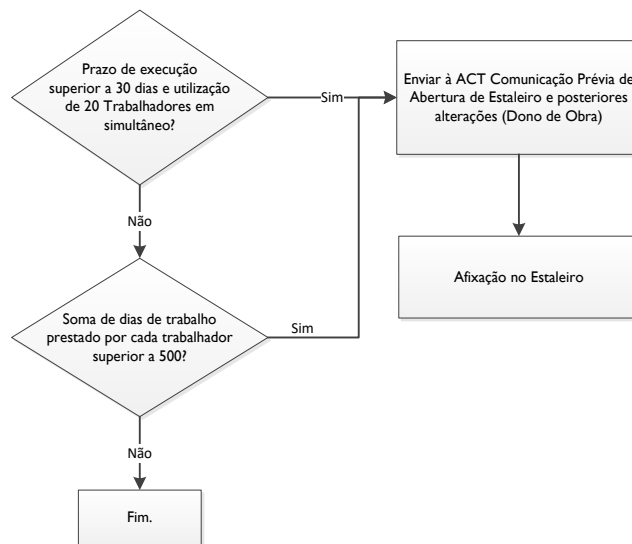 Prazo de execução
superior a 30 dias e utilização
de 20 Trabalhadores em
simultâneo?
Sim
Enviar à ACT Comunicação Prévia de
Abertura de Estaleiro e posteriores
alterações (Dono de Obra)
Não
Afixação no Estaleiro
Soma de dias de trabalho
prestado por cada trabalhador
superior a 500?
Sim
Não
Fim.